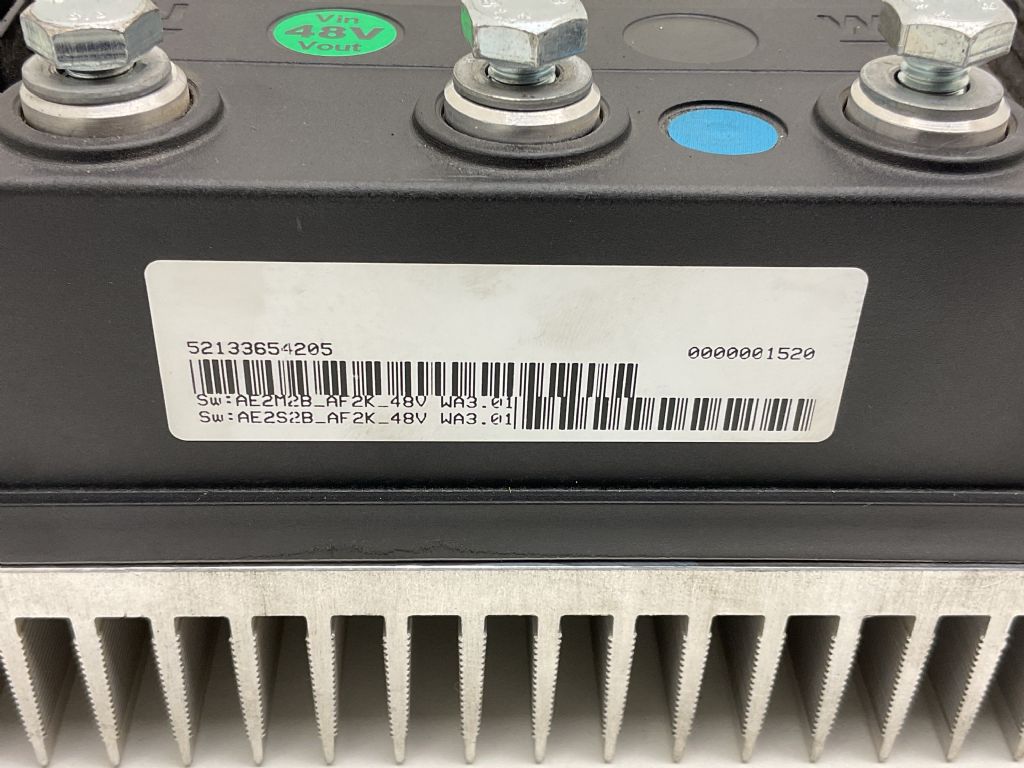 Vin
48V
Vout
52133654205
0000001520
Sw:AE2M2B_AF2K_48V WA3.01
Sw:AE2S2B_AF2K_48V WA3.01